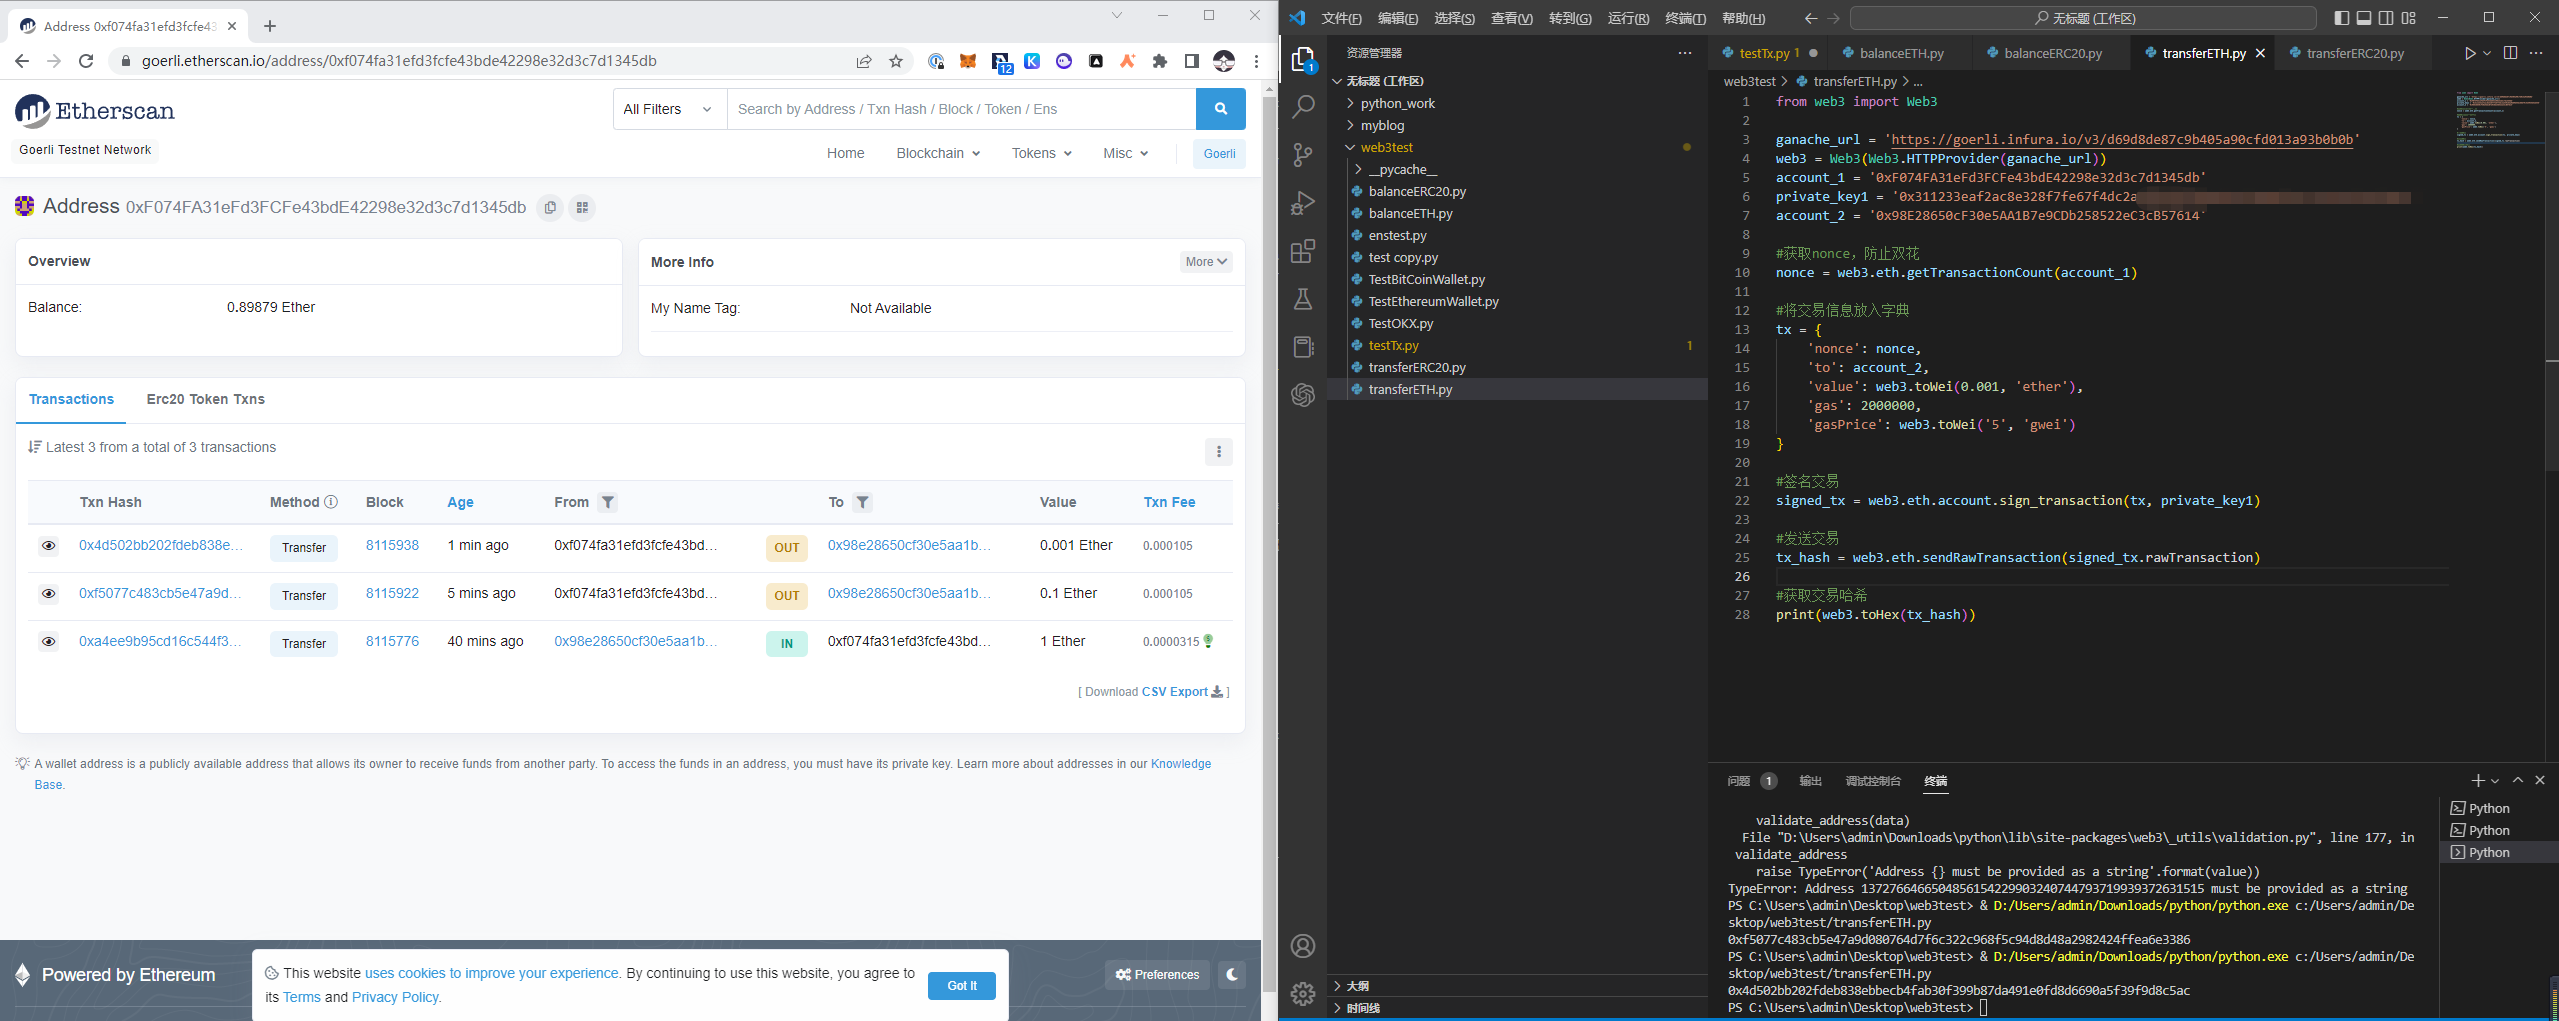 Address 0xf074fa31efd3fcfe43
goerli.etherscan.io/address/0xf074fa31efd3fcfe43bde42298e32d3c7d1345db
12
Etherscan
All Filters
Search by Address / Txn Hash / Block / Token / Ens
Goerli Testnet Network
Home
Blockchain
Tokens
Misc
Goerli
Address 0xF074FA31eFd3FCFe43bdE42298e32d3c7d1345db
Overview
Balance:
0.89879 Ether
More Info
More
My Name Tag:
Not Available
Transactions
Erc20 Token Txns
Latest 3 from a total of 3 transactions
Txn Hash
Method
Block
Age
From
To
Value
Txn Fee
0x4d502bb202fdeb838e...
Transfer
8115938
1 min ago
0xf074fa31efd3fcfe43bd...
OUT
0x98e28650cf30e5aa1b...
0.001 Ether
0.000105
0xf5077c483cb5e47a9d...
Transfer
8115922
5 mins ago
0xf074fa31efd3fcfe43bd...
OUT
0x98e28650cf30e5aa1b...
0.1 Ether
0.000105
0xa4ee9b95cd16c544f3...
Transfer
8115776
40 mins ago
0x98e28650cf30e5aa1b...
IN
0xf074fa31efd3fcfe43bd...
1 Ether
0.0000315
[ Download CSV Export ]
A wallet address is a publicly available address that allows its owner to receive funds from another party. To access the funds in an address, you must have its private key. Learn more about addresses in our Knowledge
Base.
Powered by Ethereum
This website uses cookies to improve your experience. By continuing to use this website, you agree to
its Terms and Privacy Policy.
Got It
Preferences
文件(F)
编辑(E)
选择(S)
查看(V)
转到(G)
运行(R)
终端(T)
帮助(H)
无标题 (工作区)
1
资源管理器
无标题 (工作区)
python_work
myblog
web3test
__pycache__
balanceERC20.py
balanceETH.py
enstest.py
test copy.py
TestBitCoinWallet.py
TestEthereumWallet.py
TestOKX.py
testTx.py
1
transferERC20.py
transferETH.py
大纲
时间线
testTx.py 1
balanceETH.py
balanceERC20.py
transferETH.py
transferERC20.py
web3test > transferETH.py > ...
1 from web3 import Web3
2
3 ganache_url = 'https://goerli.infura.io/v3/d69d8de87c9b405a90cfd013a93b0b0b'
4 web3 = Web3(Web3.HTTPProvider(ganache_url))
5 account_1 = '0xF074FA31eFd3FCFe43bdE42298e32d3c7d1345db'
6 private_key1 = '0x311233eaf2ac8e328f7fe67f4dc2a
7 account_2 = '0x98E28650cF30e5AA1B7e9CDb258522eC3cB57614'
8
9 #获取nonce，防止双花
10 nonce = web3.eth.getTransactionCount(account_1)
11
12 #将交易信息放入字典
13 tx = {
14 'nonce': nonce,
15 'to': account_2,
16 'value': web3.toWei(0.001, 'ether'),
17 'gas': 2000000,
18 'gasPrice': web3.toWei('5', 'gwei')
19 }
20
21 #签名交易
22 signed_tx = web3.eth.account.sign_transaction(tx, private_key1)
23
24 #发送交易
25 tx_hash = web3.eth.sendRawTransaction(signed_tx.rawTransaction)
26
27 #获取交易哈希
28 print(web3.toHex(tx_hash))
问题 1
输出
调试控制台
终端
validate_address(data)
File "D:\Users\admin\Downloads\python\lib\site-packages\web3\_utils\validation.py", line 177, in
validate_address
raise TypeError('Address {} must be provided as a string'.format(value))
TypeError: Address 1372766466504856154229903240744793719939372631515 must be provided as a string
PS C:\Users\admin\Desktop\web3test> & D:/Users/admin/Downloads/python/python.exe c:/Users/admin/De
sktop/web3test/transferETH.py
0xf5077c483cb5e47a9d080764d7f6c322c968f5c94d8d48a2982424ffea6e3386
PS C:\Users\admin\Desktop\web3test> & D:/Users/admin/Downloads/python/python.exe c:/Users/admin/De
sktop/web3test/transferETH.py
0x4d502bb202fdeb838ebbecb4fab30f399b87da491e0fd8d6690a5f39f9d8c5ac
PS C:\Users\admin\Desktop\web3test>
Python
Python
Python